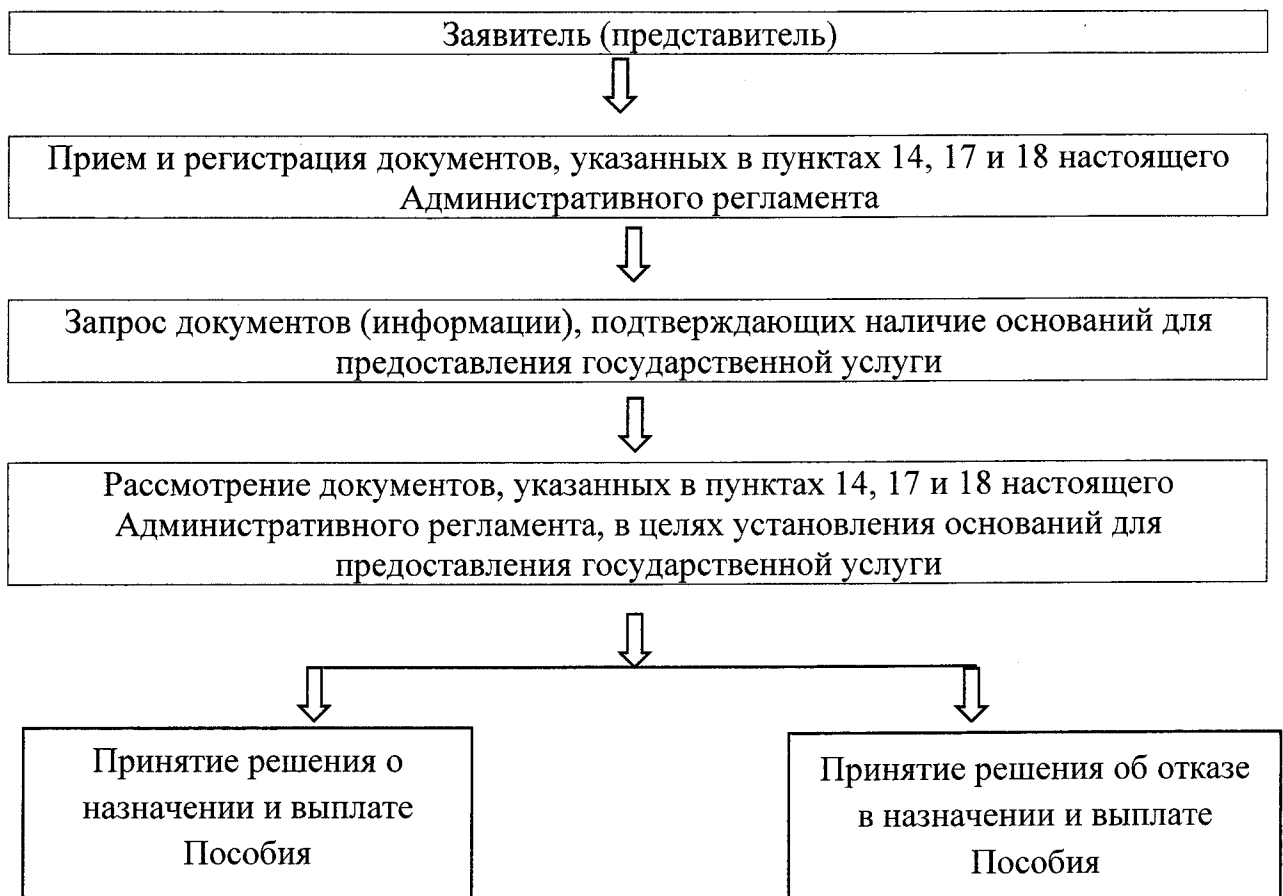 Заявитель (представитель)
Прием и регистрация документов, указанных в пунктах 14, 17 и 18 настоящего
Административного регламента
Запрос документов (информации), подтверждающих наличие оснований для
предоставления государственной услуги
Рассмотрение документов, указанных в пунктах 14, 17 и 18 настоящего
Административного регламента, в целях установления оснований для
предоставления государственной услуги
Принятие решения о
назначении и выплате
Пособия
Принятие решения об отказе
в назначении и выплате
Пособия